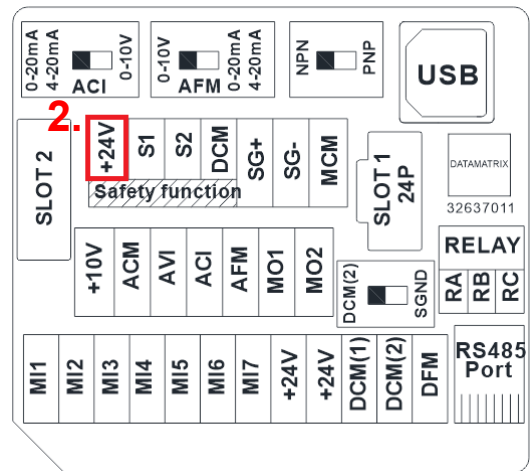 0-20mA
4-20mA
ACI
0-10V
0-10V
AFM
0-20mA
4-20mA
NPN
PNP
USB
2.
SLOT 2
+24V
S1
S2
DCM
SG+
SG-
MCM
Safety function
SLOT 1
24P
DATAMATRIX
32637011
+10V
ACM
AVI
ACI
AFM
MO1
MO2
DCM(2)
SGND
RELAY
RA
RB
RC
MI1
MI2
MI3
MI4
MI5
MI6
MI7
+24V
+24V
DCM(1)
DCM(2)
DFM
RS485
Port